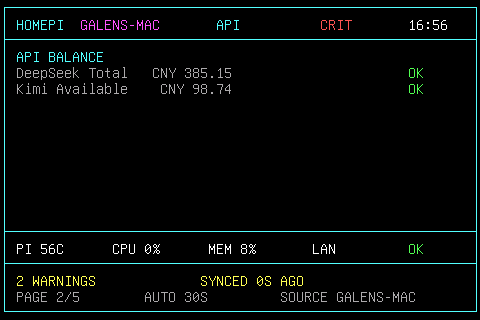 HOMEPI GALENS-MAC API CRIT 16:56
API BALANCE
DeepSeek Total CNY 385.15 OK
Kimi Available CNY 98.74 OK
PI 56C CPU 0% MEM 8% LAN OK
2 WARNINGS SYNCED 0S AGO
PAGE 2/5 AUTO 30S SOURCE GALENS-MAC